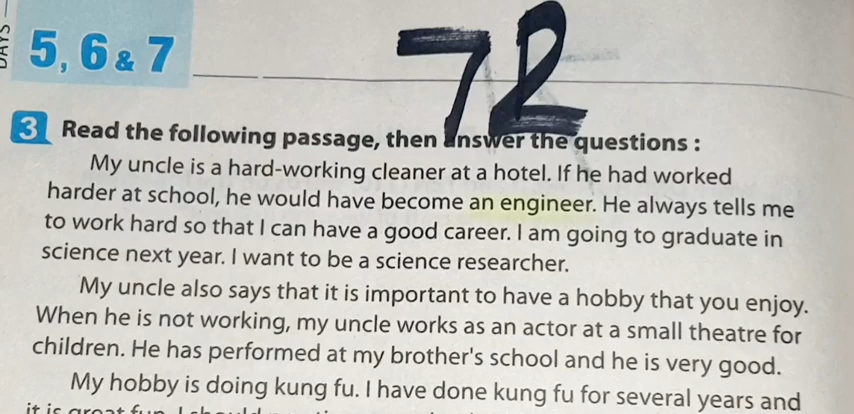 DAYS
5, 6 & 7
72
3 Read the following passage, then answer the questions :
My uncle is a hard-working cleaner at a hotel. If he had worked
harder at school, he would have become an engineer. He always tells me
to work hard so that I can have a good career. I am going to graduate in
science next year. I want to be a science researcher.
My uncle also says that it is important to have a hobby that you enjoy.
When he is not working, my uncle works as an actor at a small theatre for
children. He has performed at my brother's school and he is very good.
My hobby is doing kung fu. I have done kung fu for several years and
it is great fun. I